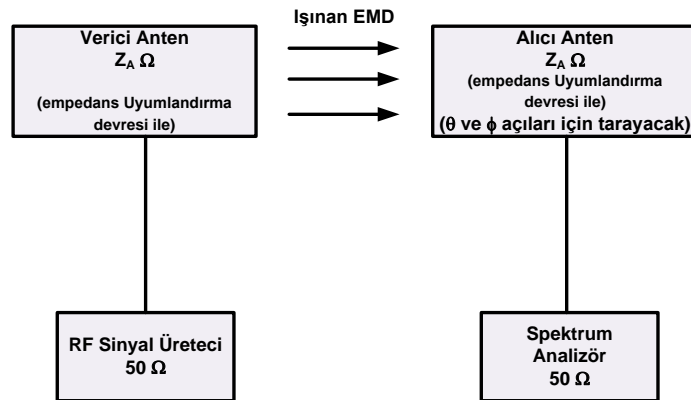 Işınan EMD
Verici Anten
Z_A Ω
(empedans Uyumlandırma
devresi ile)
Alıcı Anten
Z_A Ω
(empedans Uyumlandırma
devresi ile)
(θ ve ϕ açıları için tarayacak)
RF Sinyal Üreteci
50 Ω
Spektrum
Analizör
50 Ω